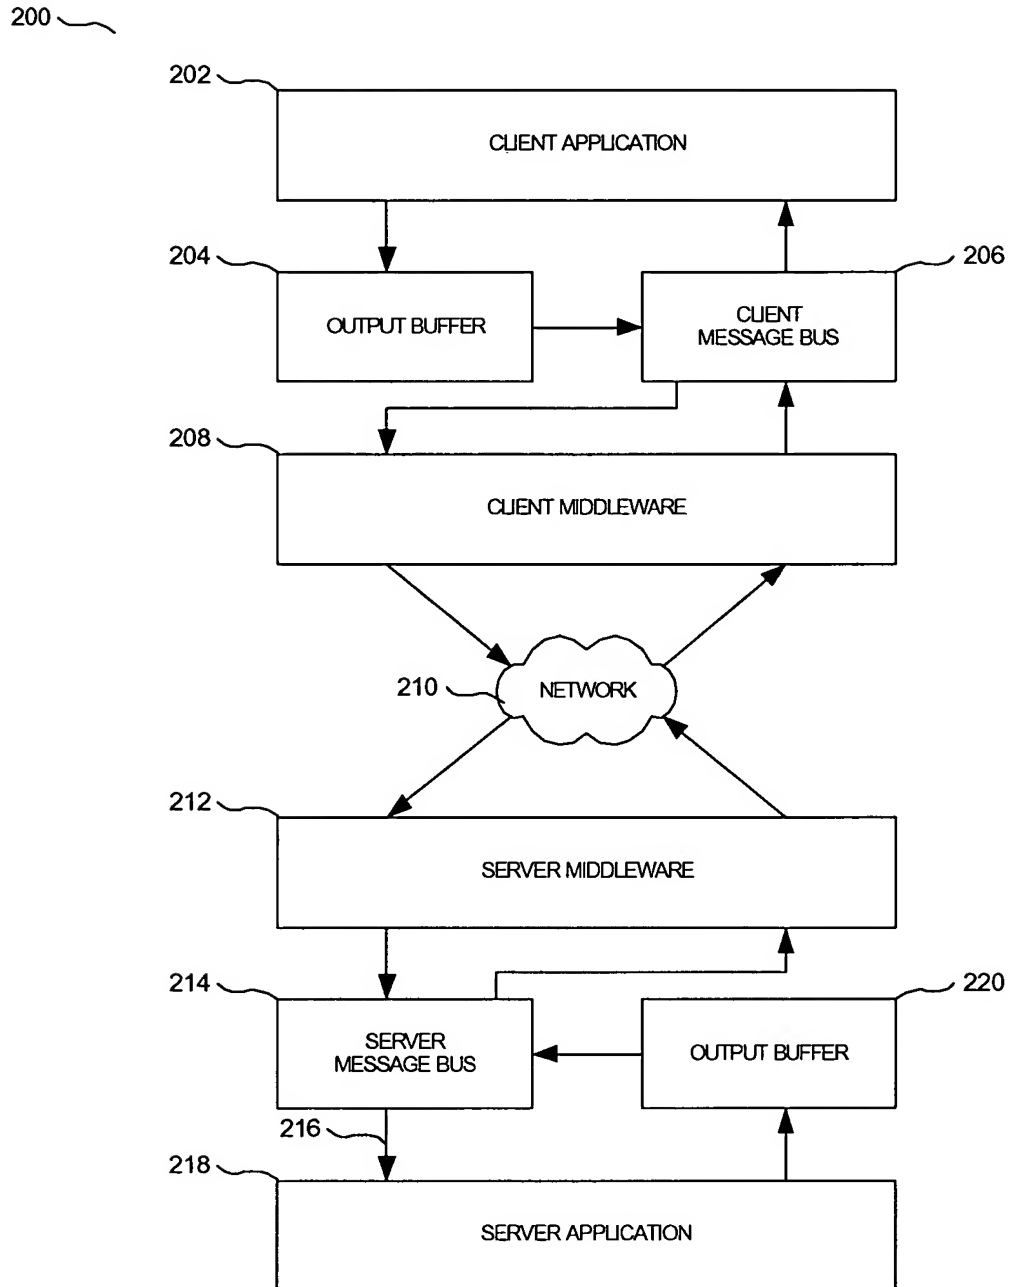 200
202
CLIENT APPLICATION
204
206
OUTPUT BUFFER
CLIENT
MESSAGE BUS
208
CLIENT MIDDLEWARE
210
NETWORK
212
SERVER MIDDLEWARE
214
220
SERVER
MESSAGE BUS
OUTPUT BUFFER
216
218
SERVER APPLICATION